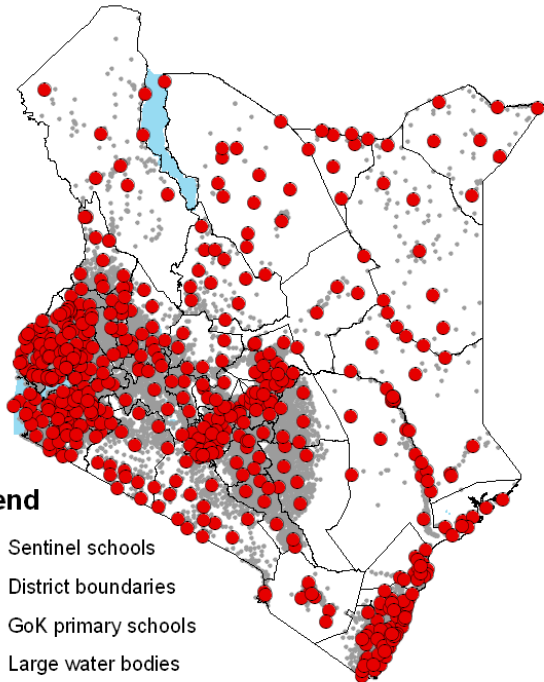 end
Sentinel schools
District boundaries
GoK primary schools
Large water bodies